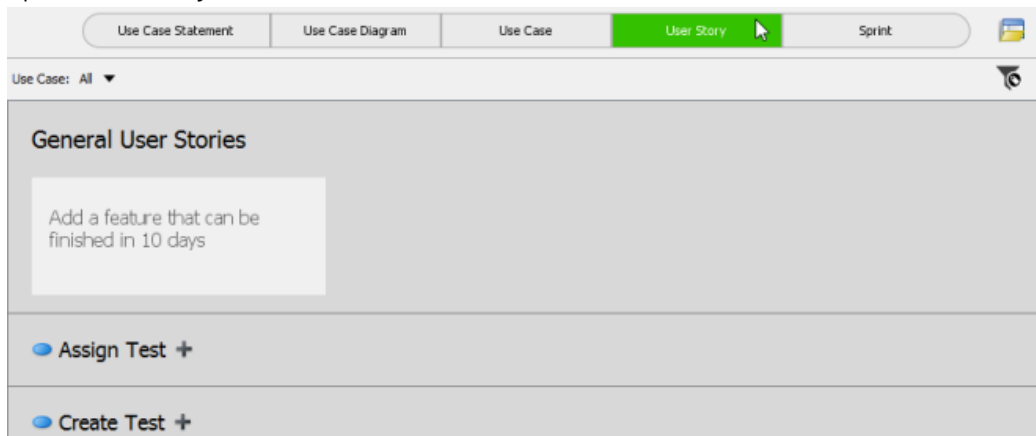 Use Case Statement
Use Case Diagram
Use Case
User Story
Sprint
Use Case: All
General User Stories
Add a feature that can be
finished in 10 days
Assign Test
Create Test